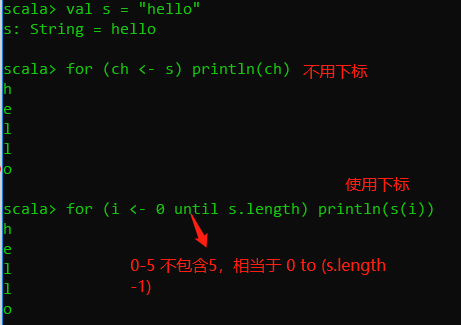 scala> val s = "hello"
s: String = hello
scala> for (ch <- s) println(ch) 不用下标
h
e
l
l
o
使用下标
scala> for (i <- 0 until s.length) println(s(i))
h
e
l
l
o
0-5 不包含5，相当于 0 to (s.length
-1)